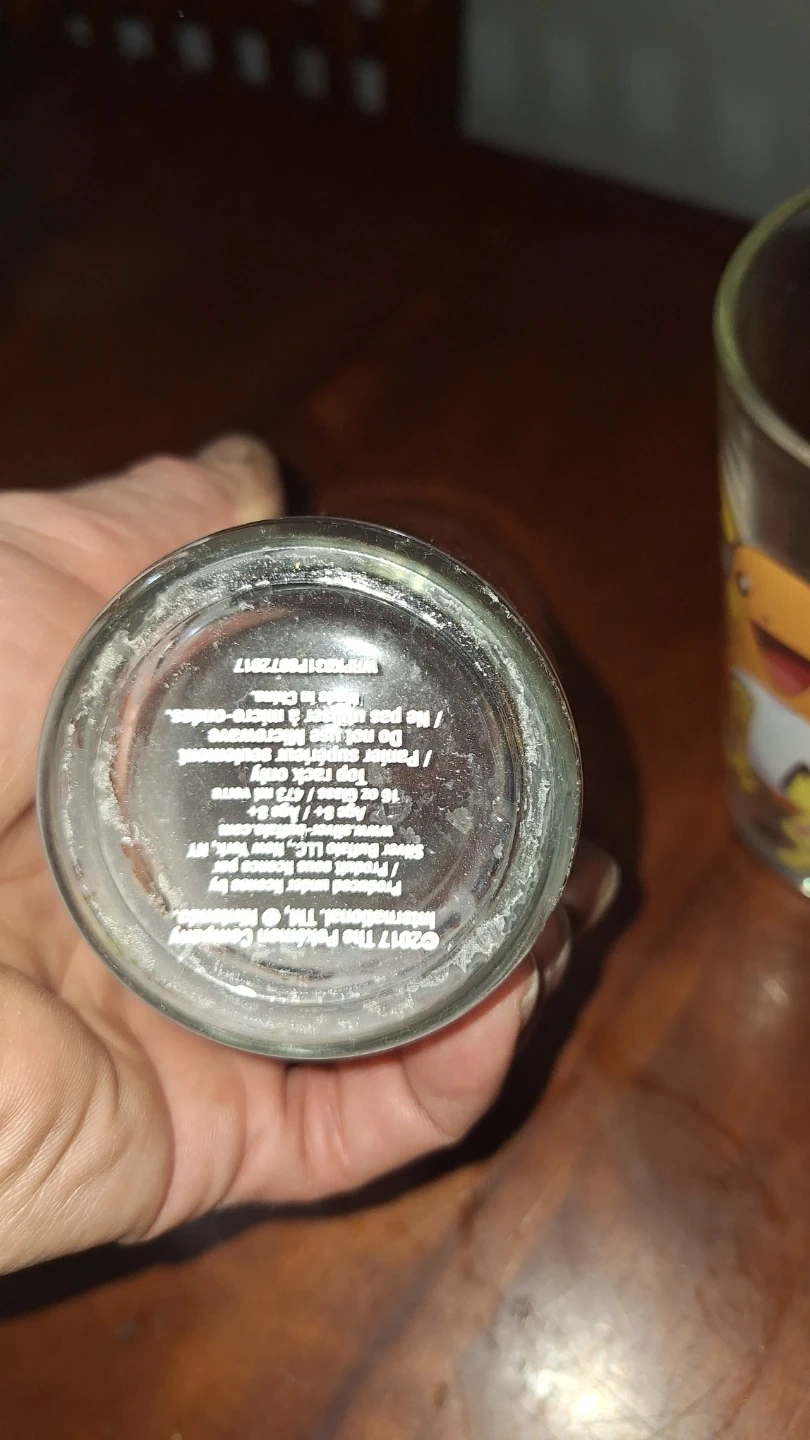 ©2017 The Pokémon Company
International. TM, ® Nintendo.
Produced under license by
/ Produit sous licence par
Silver Buffalo LLC., New York, NY
www.silver-buffalo.com
Age 8+ / Âge 8+
16 oz Glass / 473 ml verre
Top rack only
/ Panier supérieur seulement
Do not use Microwave
/ Ne pas utiliser à micro-ondes.
Made in China.